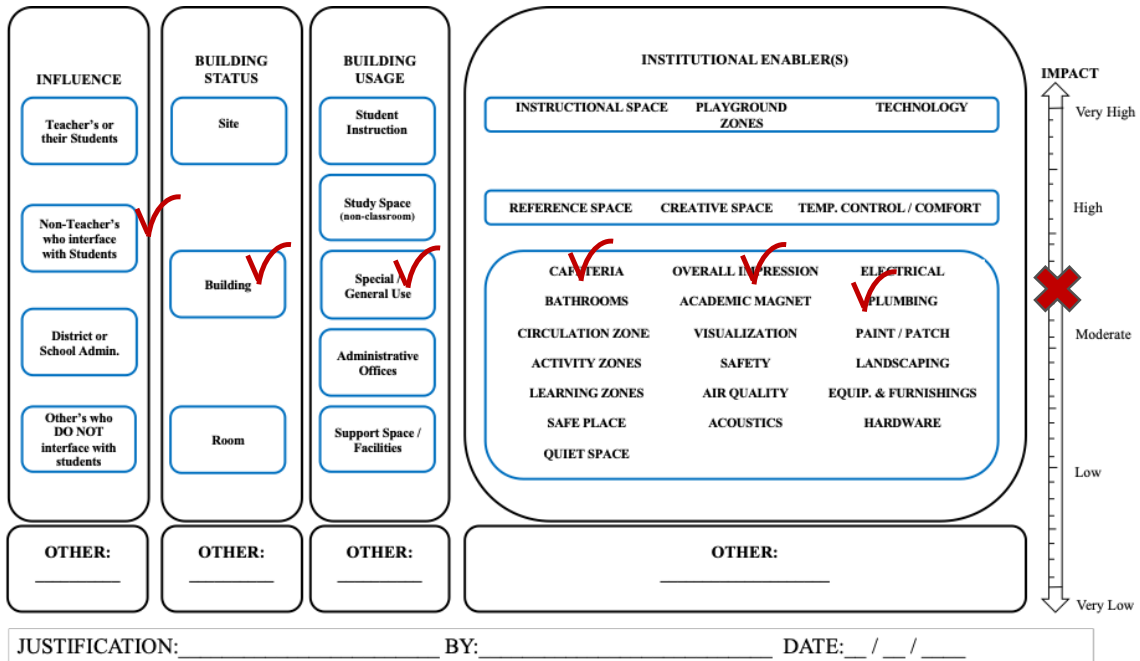 INFLUENCE
Teacher's or
their Students
Non-Teacher's
who interface
with Students
District or
School Admin.
Other's who
DO NOT
interface with
students
OTHER:
BUILDING
STATUS
Site
Building
Room
OTHER:
BUILDING
USAGE
Student
Instruction
Study Space
(non-classroom)
Special /
General Use
Administrative
Offices
Support Space /
Facilities
OTHER:
INSTITUTIONAL ENABLER(S)
INSTRUCTIONAL SPACE PLAYGROUND TECHNOLOGY
ZONES
REFERENCE SPACE CREATIVE SPACE TEMP. CONTROL / COMFORT
CAFETERIA OVERALL IMPRESSION ELECTRICAL
BATHROOMS ACADEMIC MAGNET PLUMBING
CIRCULATION ZONE VISUALIZATION PAINT / PATCH
ACTIVITY ZONES SAFETY LANDSCAPING
LEARNING ZONES AIR QUALITY EQUIP. & FURNISHINGS
SAFE PLACE ACOUSTICS HARDWARE
QUIET SPACE
OTHER:
IMPACT
Very High
High
Moderate
Low
Very Low
JUSTIFICATION:__________________________ BY:_____________________________ DATE:__ / __ / ____